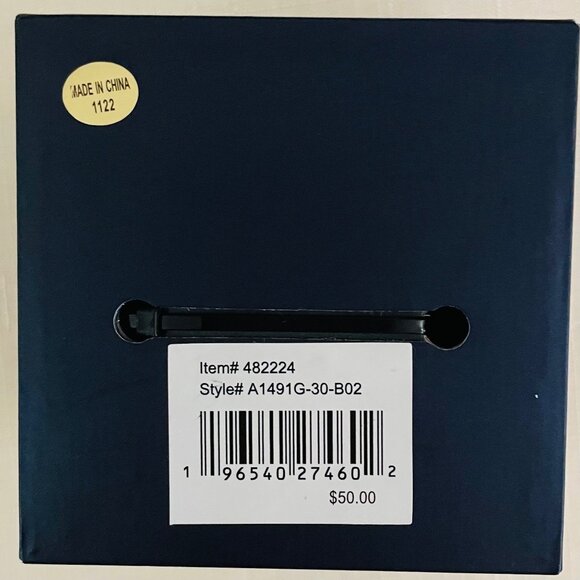 MADE IN CHINA
1122
Item# 482224
Style# A1491G-30-B02
1 96540 27460 2
$50.00